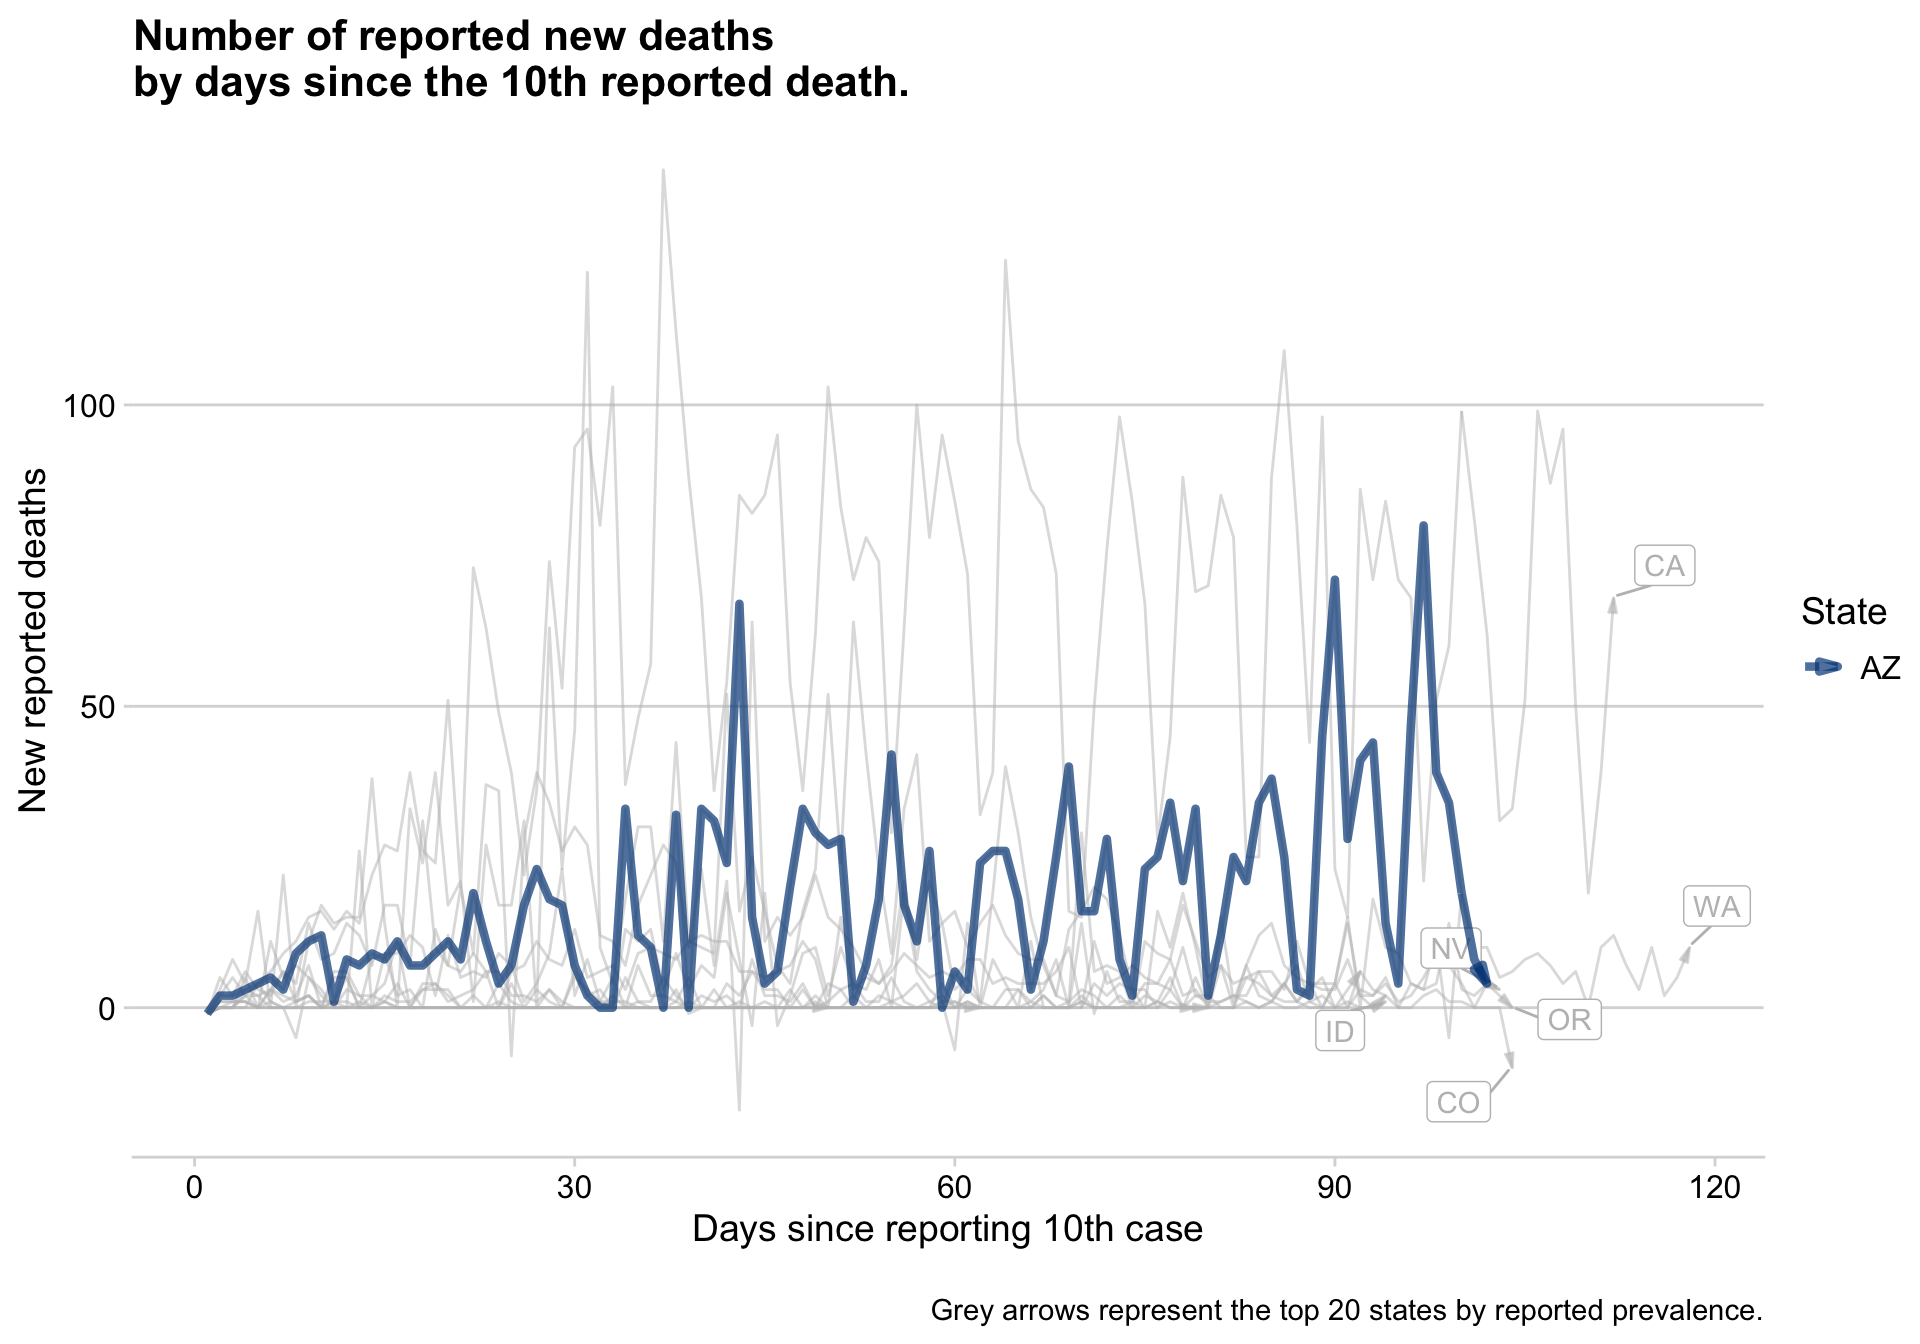 Number of reported new deaths
by days since the 10th reported death.
New reported deaths
100
50
0
CA
WA
NV
OR
ID
CO
State
AZ
0
30
60
90
120
Days since reporting 10th case
Grey arrows represent the top 20 states by reported prevalence.